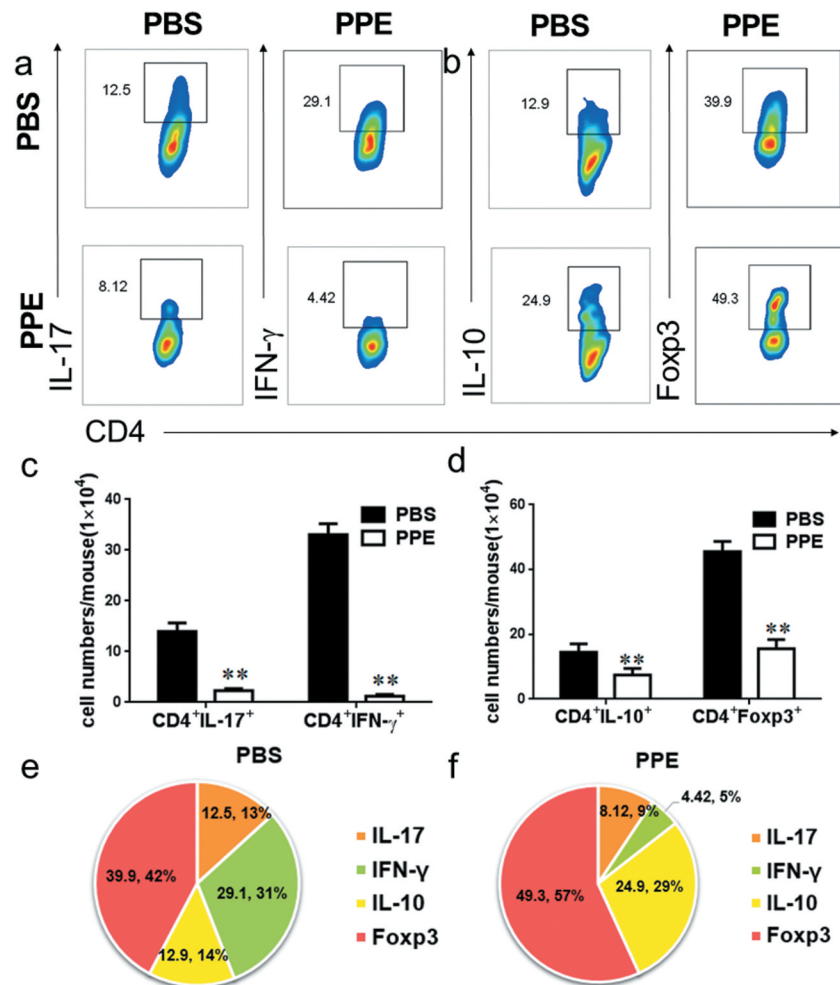 PBS PPE PBS PPE
a b
PBS
12.5 29.1 12.9 39.9
PPE
8.12 4.42 24.9 49.3
IL-17 IFN-γ IL-10 Foxp3
CD4
c
cell numbers/mouse(1×10⁴)
40
30
20
10
0
PBS
PPE
** **
CD4⁺IL-17⁺ CD4⁺IFN-γ⁺
d
cell numbers/mouse(1×10⁴)
60
40
20
0
PBS
PPE
** **
CD4⁺IL-10⁺ CD4⁺Foxp3⁺
e
PBS
12.5, 13%
29.1, 31%
12.9, 14%
39.9, 42%
IL-17
IFN-γ
IL-10
Foxp3
f
PPE
8.12, 9%
4.42, 5%
24.9, 29%
49.3, 57%
IL-17
IFN-γ
IL-10
Foxp3